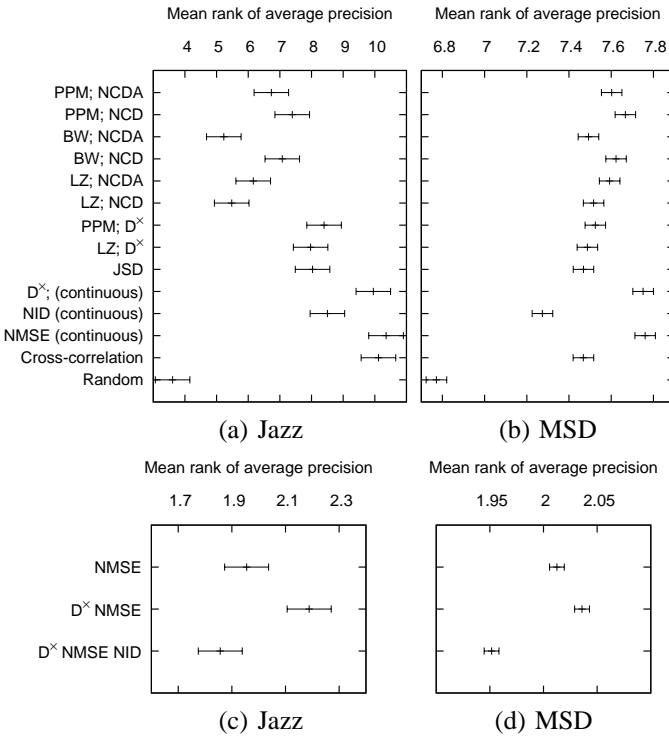 Mean rank of average precision
Mean rank of average precision
4 5 6 7 8 9 10
6.8 7 7.2 7.4 7.6 7.8
PPM; NCDA
PPM; NCD
BW; NCDA
BW; NCD
LZ; NCDA
LZ; NCD
PPM; D×
LZ; D×
JSD
D×; (continuous)
NID (continuous)
NMSE (continuous)
Cross-correlation
Random
(a) Jazz
(b) MSD
Mean rank of average precision
Mean rank of average precision
1.7 1.9 2.1 2.3
1.95 2 2.05
NMSE
D× NMSE
D× NMSE NID
(c) Jazz
(d) MSD